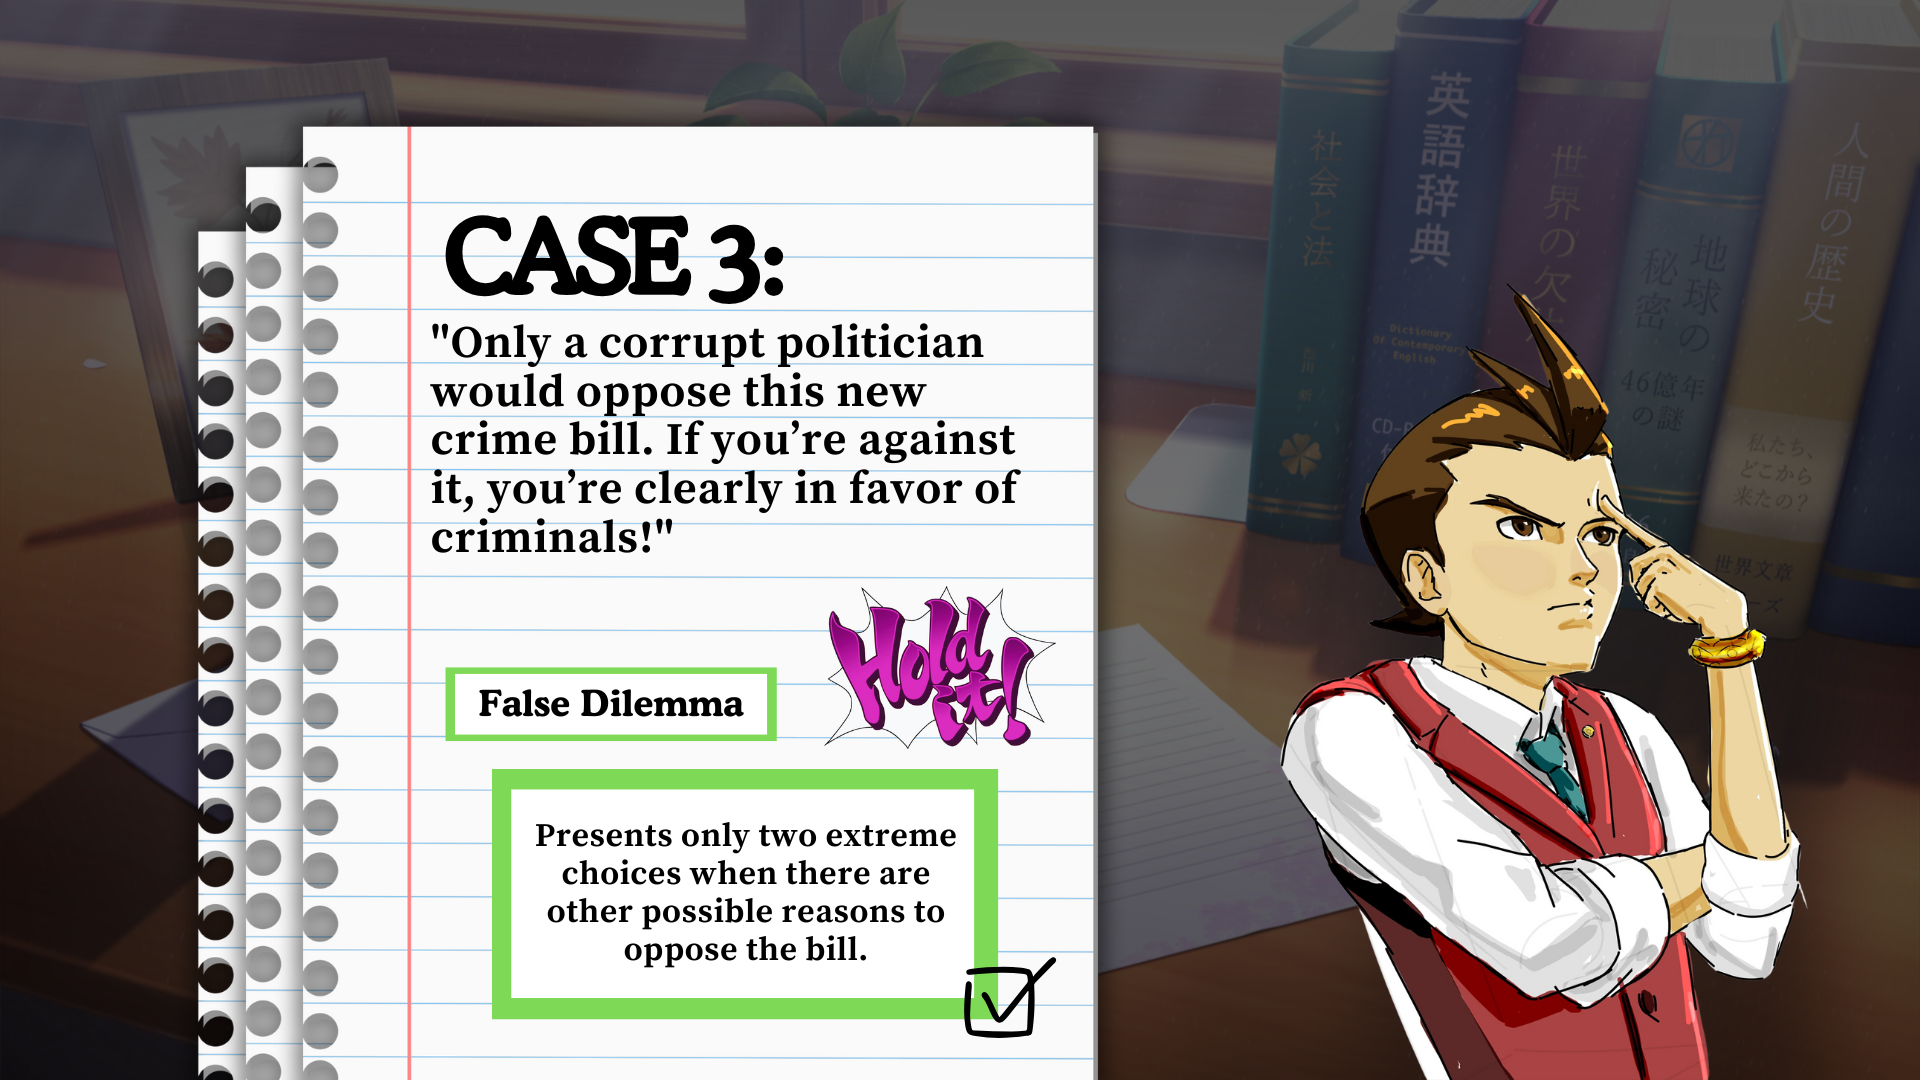 CASE 3:
"Only a corrupt politician
would oppose this new
crime bill. If you’re against
it, you’re clearly in favor of
criminals!"
Hold
it!
False Dilemma
Presents only two extreme
choices when there are
other possible reasons to
oppose the bill.
社会と法
英語辞典
Dictionary
Of Contemporary
English
世界の欠
地球の
秘密
46億年
の謎
人間の歴史
私たち、
どこから
来たの?
世界文章